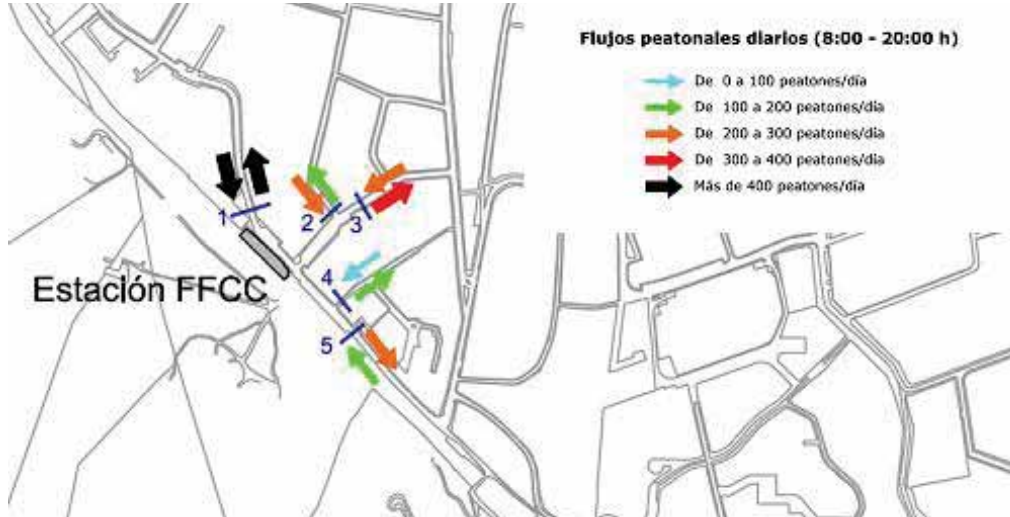 Flujos peatonales diarios (8:00 - 20:00 h)
De 0 a 100 peatones/día
De 100 a 200 peatones/día
De 200 a 300 peatones/día
De 300 a 400 peatones/día
Más de 400 peatones/día
1
2
3
4
Estación FFCC
5